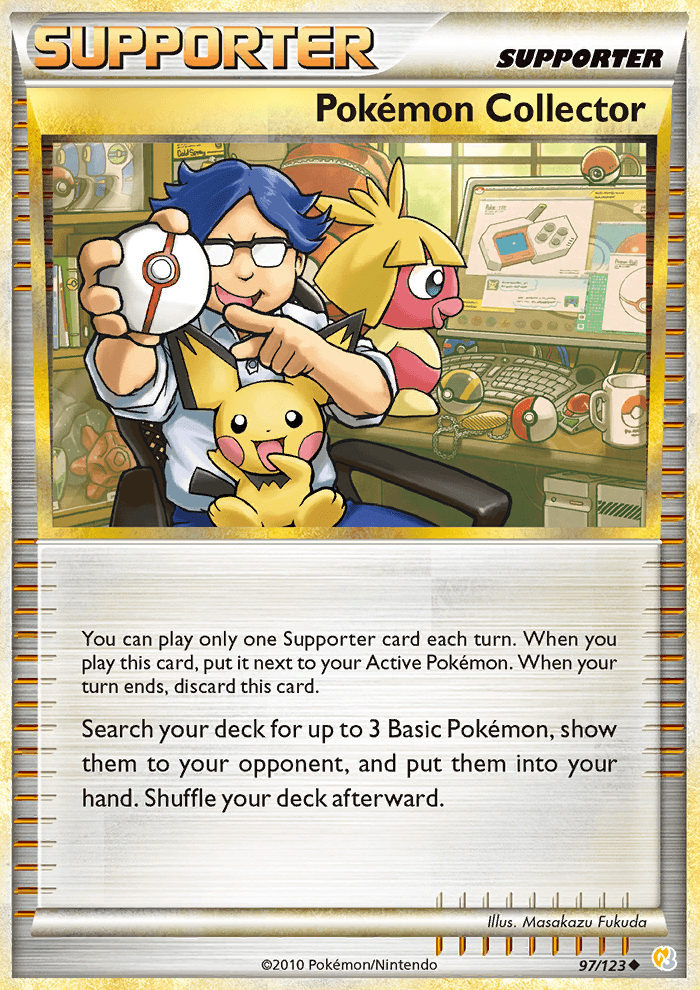 SUPPORTER
SUPPORTER
Pokémon Collector
You can play only one Supporter card each turn. When you
play this card, put it next to your Active Pokémon. When your
turn ends, discard this card.
Search your deck for up to 3 Basic Pokémon, show
them to your opponent, and put them into your
hand. Shuffle your deck afterward.
Illus. Masakazu Fukuda
©2010 Pokémon/Nintendo
97/123